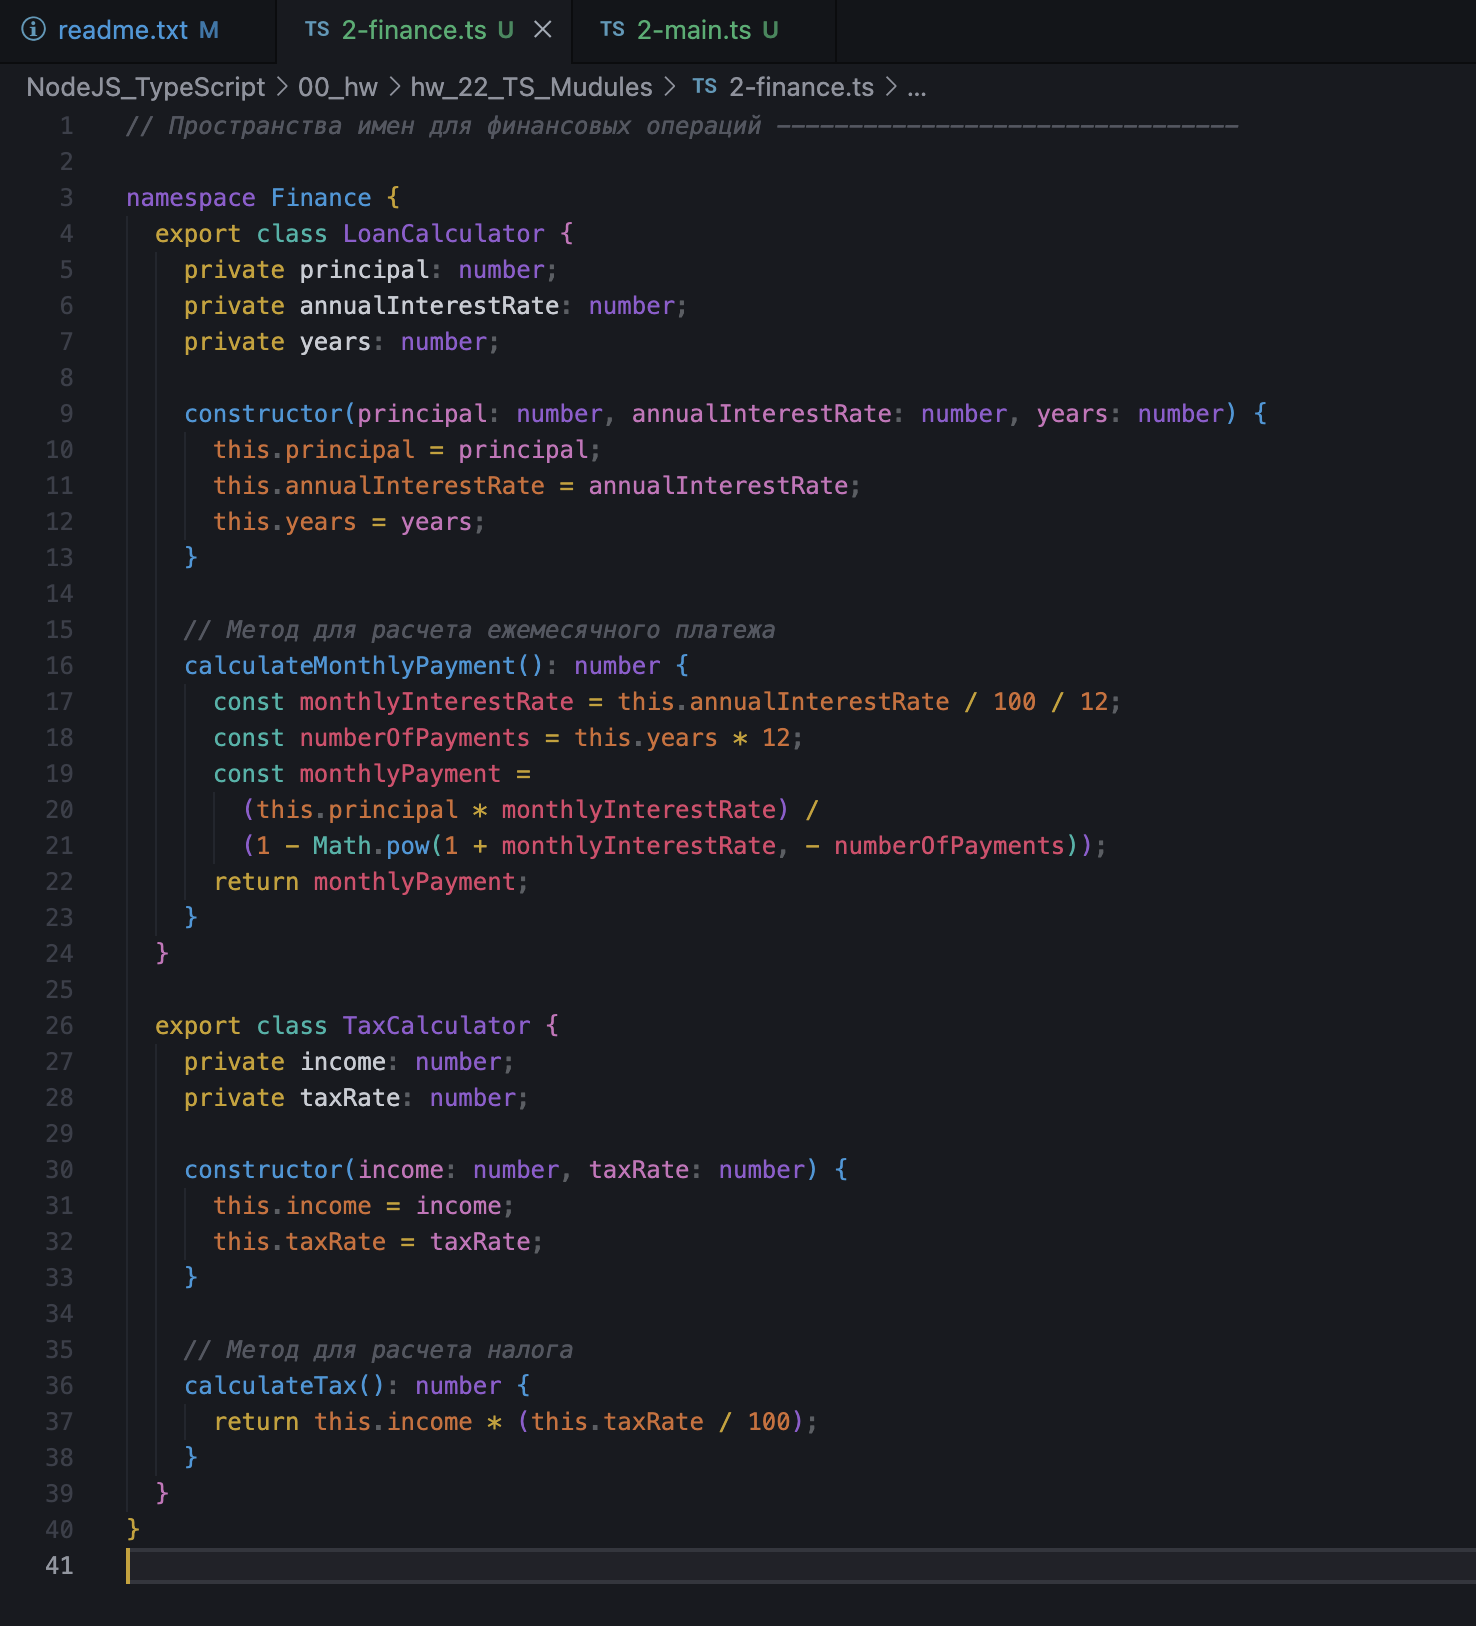 readme.txt M
TS 2-finance.ts U
TS 2-main.ts U
NodeJS_TypeScript > 00_hw > hw_22_TS_Mudules > TS 2-finance.ts > ...
1 // Пространства имен для финансовых операций --------------------------------
2
3 namespace Finance {
4 export class LoanCalculator {
5 private principal: number;
6 private annualInterestRate: number;
7 private years: number;
8
9 constructor(principal: number, annualInterestRate: number, years: number) {
10 this.principal = principal;
11 this.annualInterestRate = annualInterestRate;
12 this.years = years;
13 }
14
15 // Метод для расчета ежемесячного платежа
16 calculateMonthlyPayment(): number {
17 const monthlyInterestRate = this.annualInterestRate / 100 / 12;
18 const numberOfPayments = this.years * 12;
19 const monthlyPayment =
20 (this.principal * monthlyInterestRate) /
21 (1 - Math.pow(1 + monthlyInterestRate, - numberOfPayments));
22 return monthlyPayment;
23 }
24 }
25
26 export class TaxCalculator {
27 private income: number;
28 private taxRate: number;
29
30 constructor(income: number, taxRate: number) {
31 this.income = income;
32 this.taxRate = taxRate;
33 }
34
35 // Метод для расчета налога
36 calculateTax(): number {
37 return this.income * (this.taxRate / 100);
38 }
39 }
40 }
41